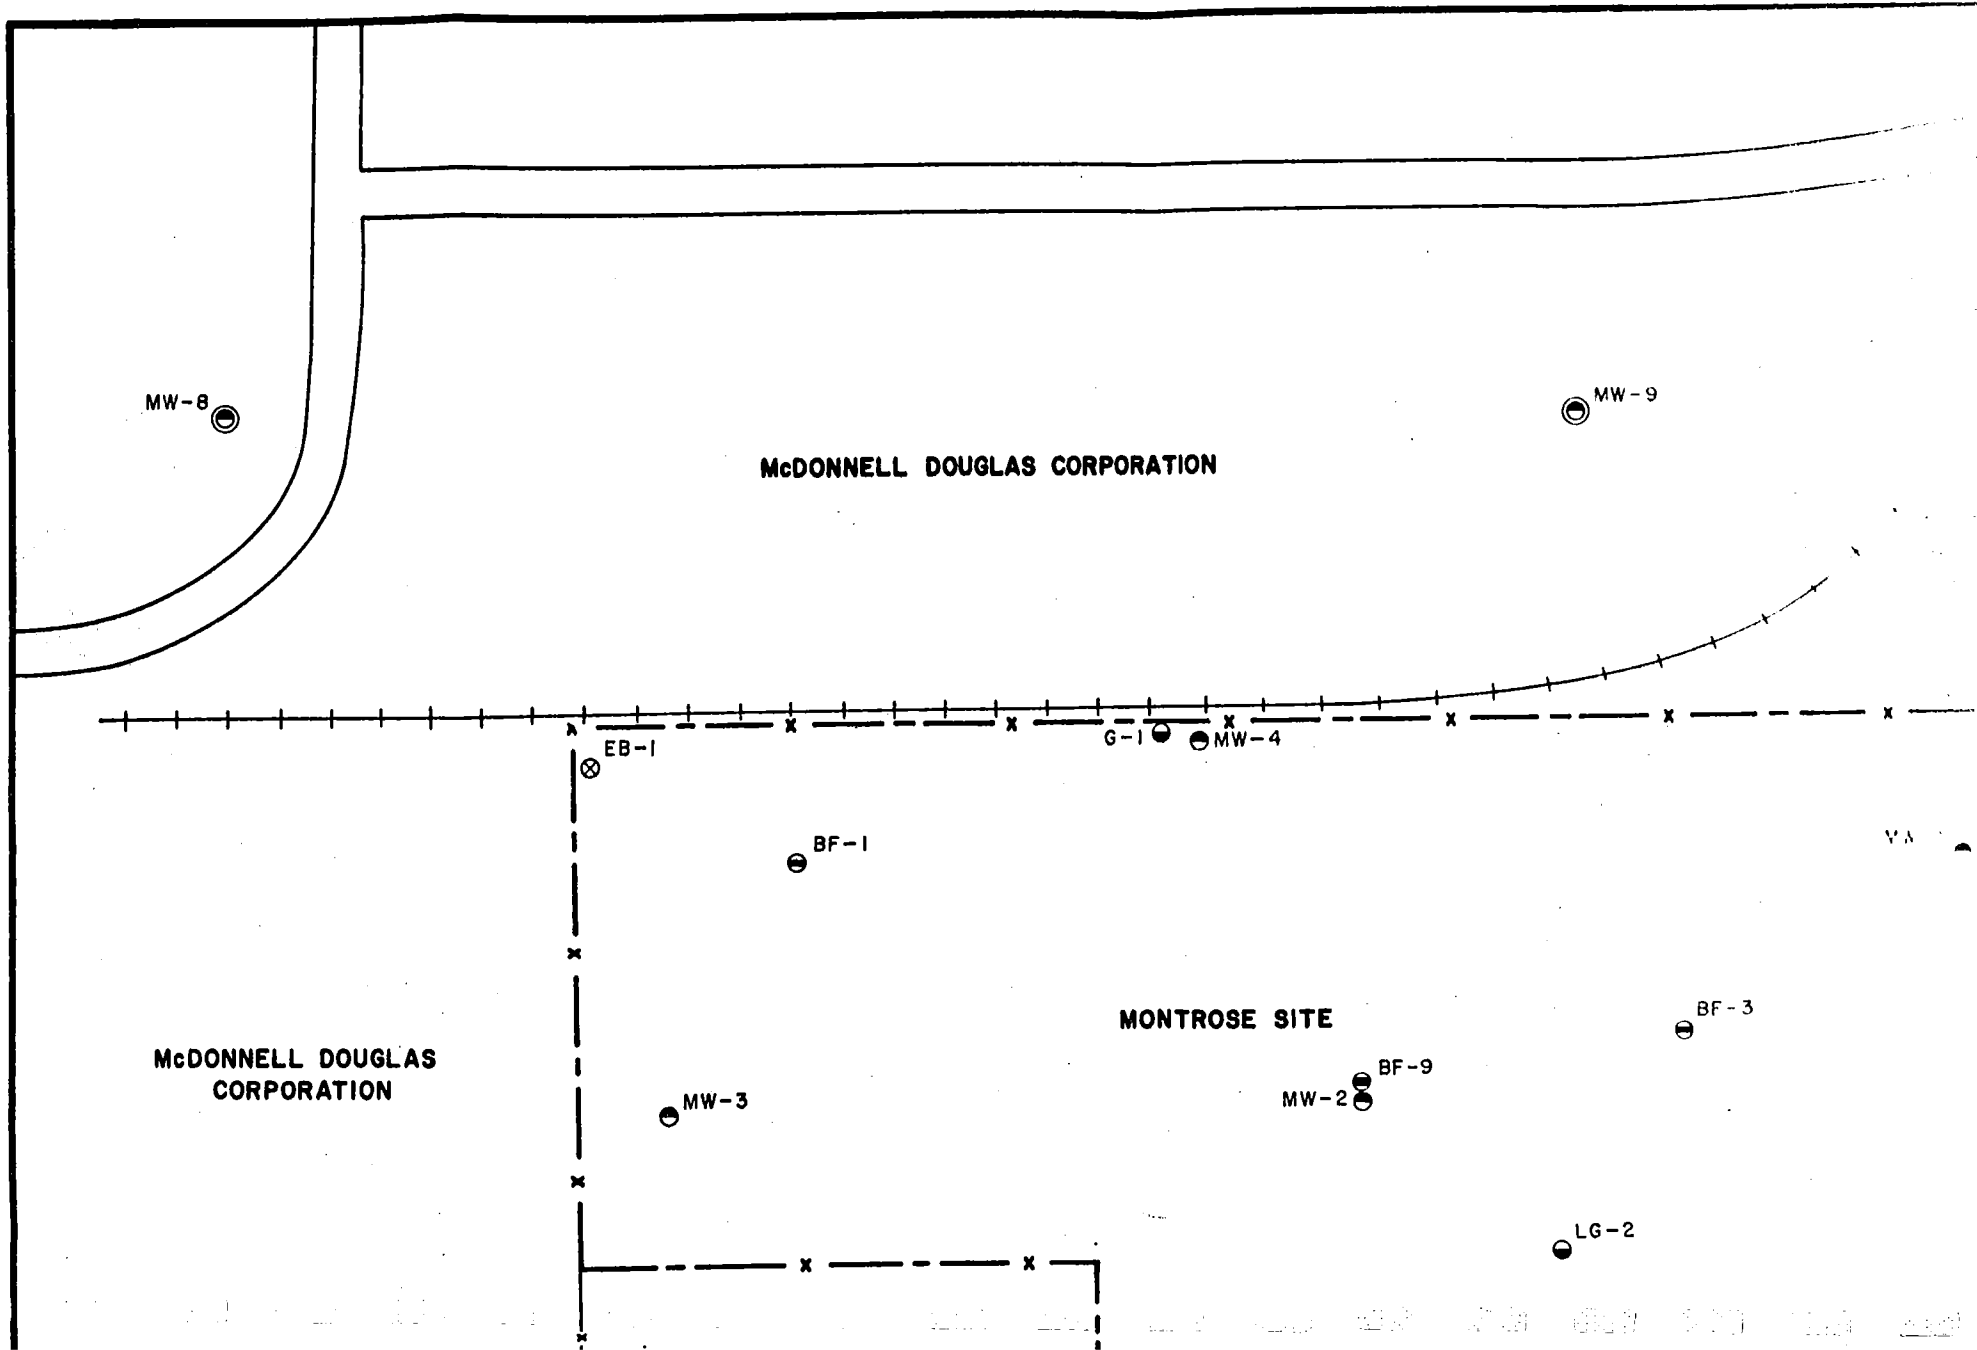 MW-8
MW-9
McDONNELL DOUGLAS CORPORATION
EB-1
G-1
MW-4
BF-1
MONTROSE SITE
BF-3
McDONNELL DOUGLAS
CORPORATION
BF-9
MW-2
MW-3
LG-2